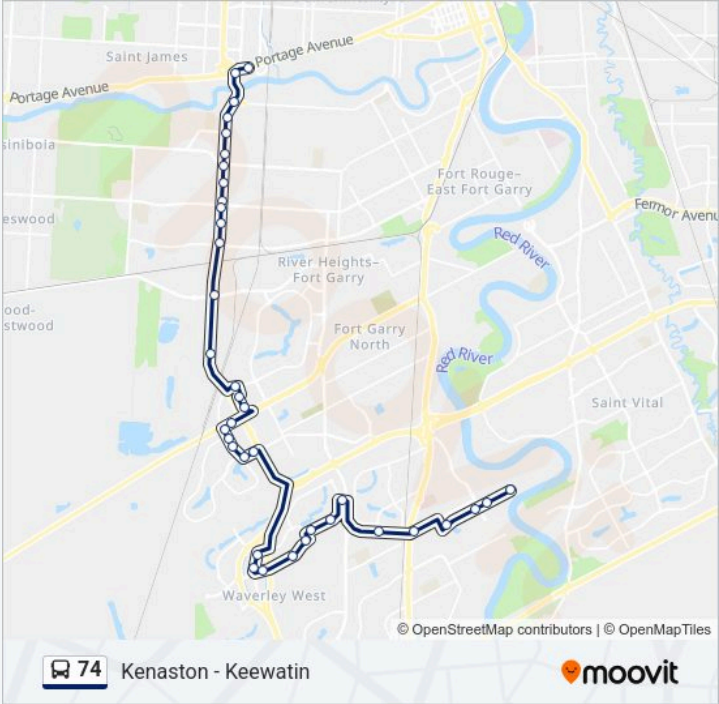 Saint James
Portage Avenue
Portage Avenue
sinibola
eswood
Fort Rouge–
East Fort Garry
Fermor Avenu
Red River
River Heights–
Fort Garry
ood-
stwood
Fort Garry
North
Red River
Saint Vital
Waverley West
© OpenStreetMap contributors | © OpenMapTiles
74 Kenaston - Keewatin
moovit